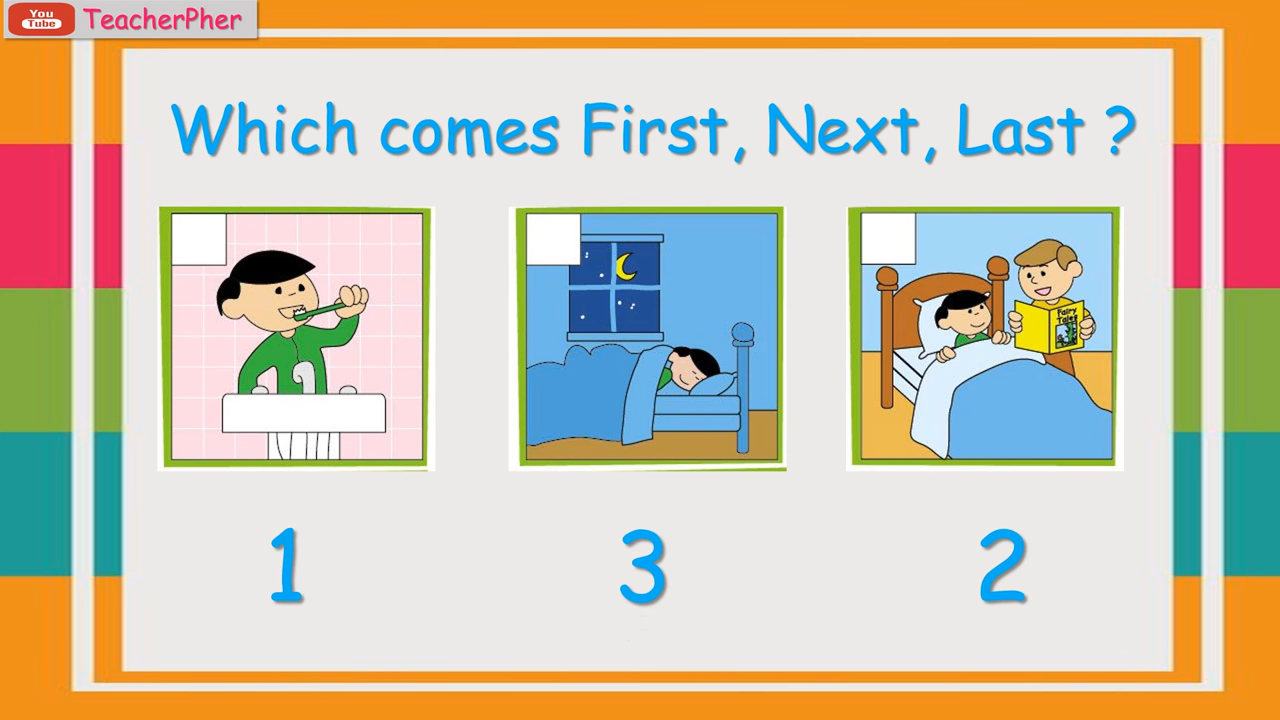 You
Tube
TeacherPher
Which comes First, Next, Last ?
Fairy
Tales
1
3
2